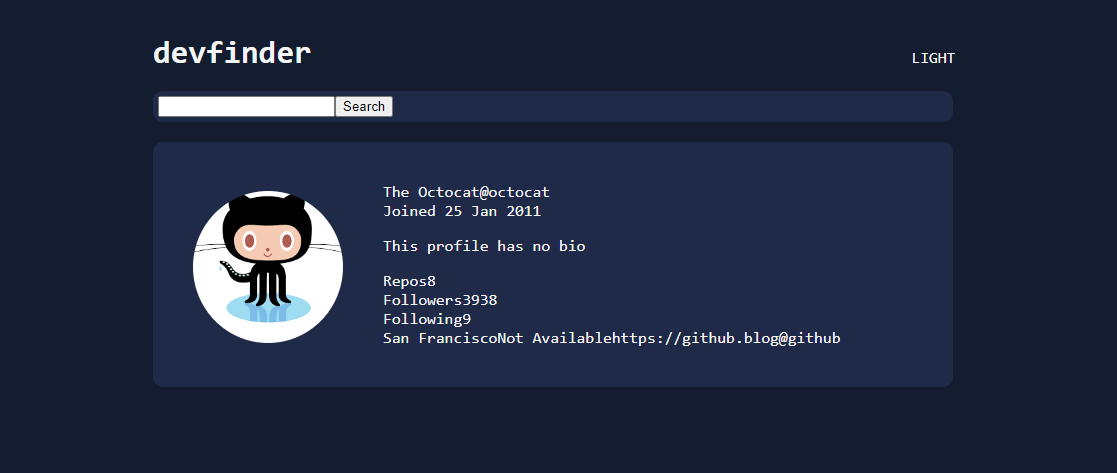 devfinder
LIGHT
Search
The Octocat@octocat
Joined 25 Jan 2011
This profile has no bio
Repos8
Followers3938
Following9
San FranciscoNot Availablehttps://github.blog@github